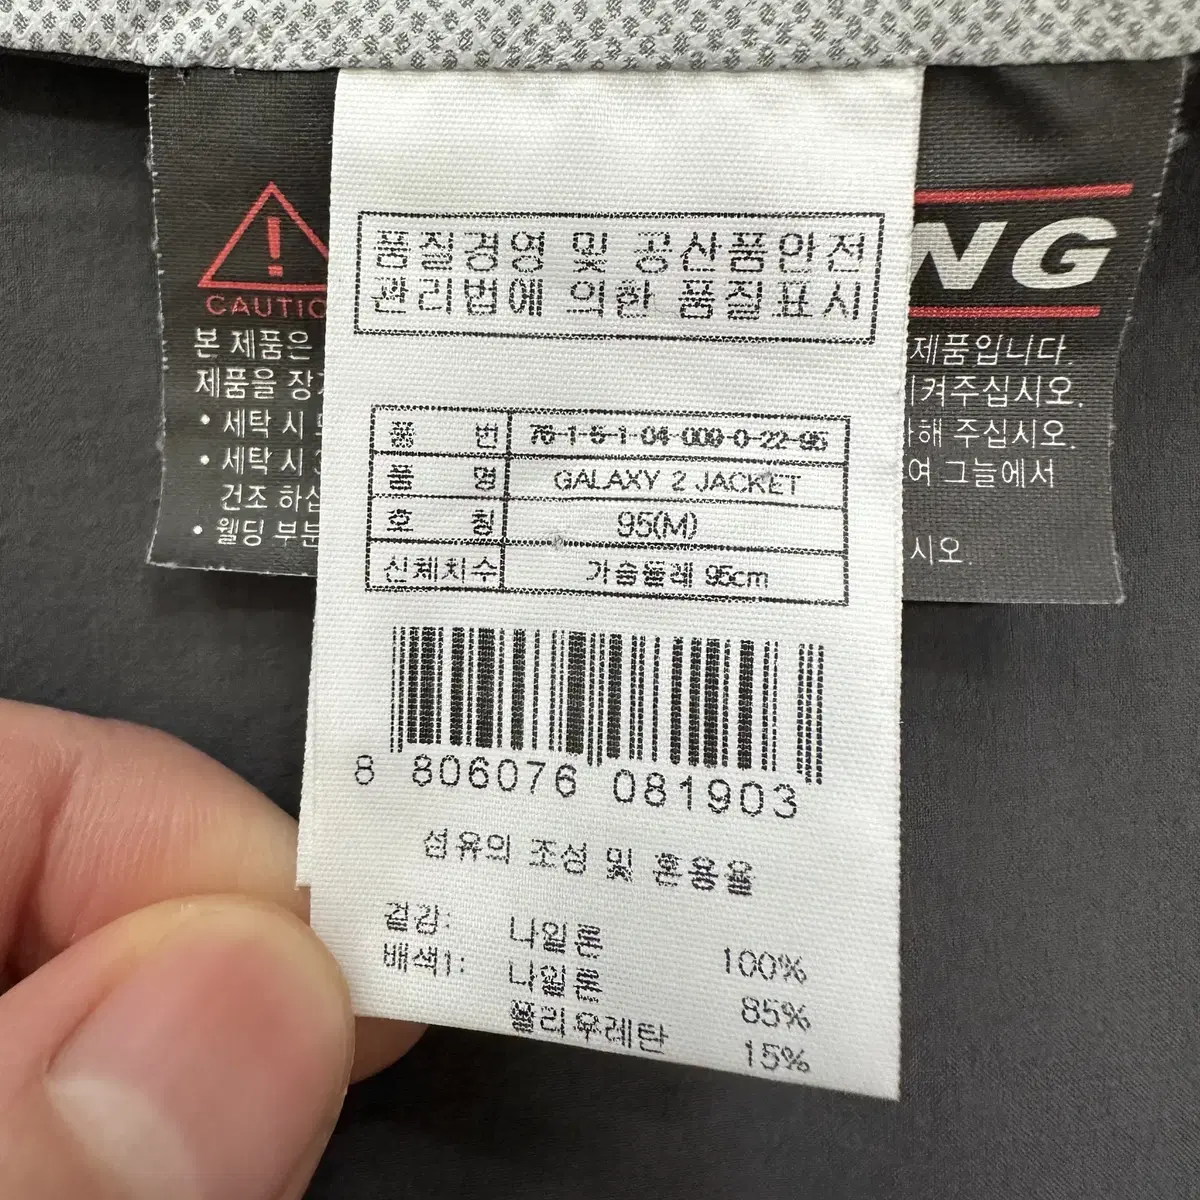 품질경영 및 공산품안전
관리법에 의한 품질표시
품 번 76-1-5-1-04-009-0-22-95
품 명 GALAXY 2 JACKET
호 칭 95(M)
신체치수 가슴둘레 95cm
8 806076 081903
섬유의 조성 및 혼용율
겉감: 나일론 100%
배색1: 나일론 85%
폴리우레탄 15%
CAUTIO
본 제품은
제품을
• 세탁 시
• 세탁 시
건조 하십
• 웰딩 부분
NG
제품입니다.
켜주십시오.
해 주십시오.
여 그늘에서
시오.